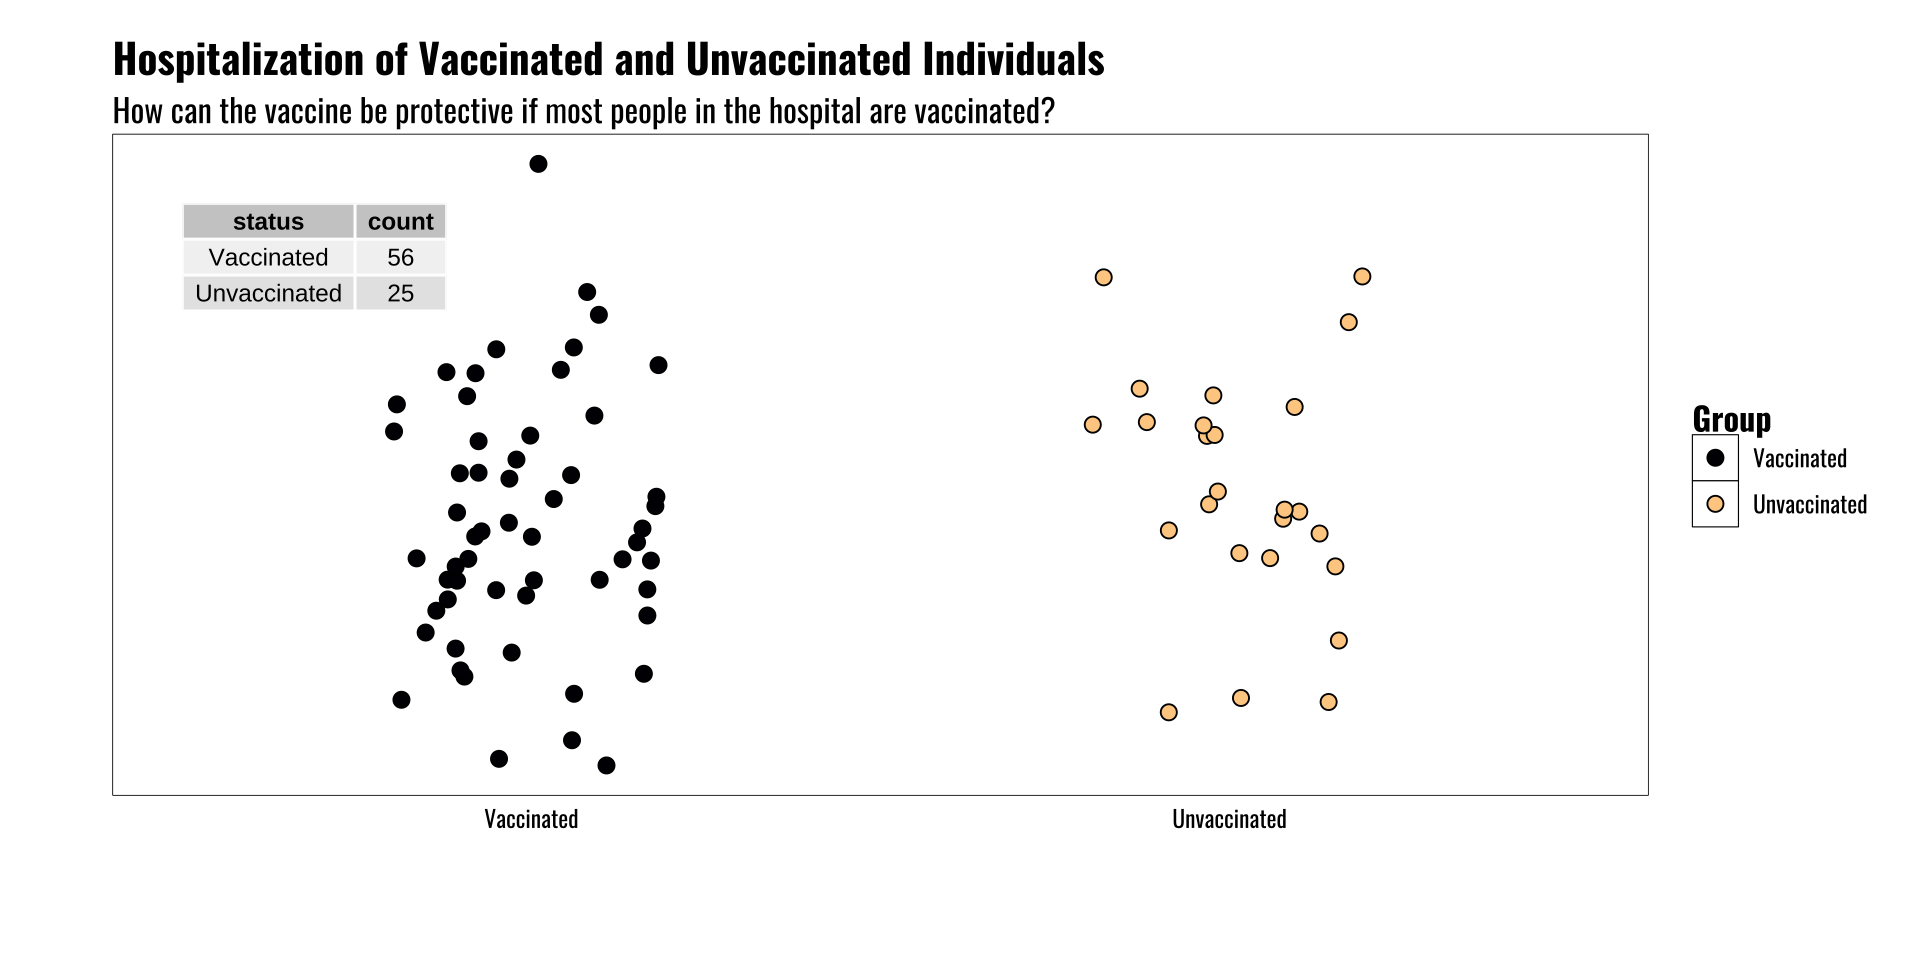 Hospitalization of Vaccinated and Unvaccinated Individuals
How can the vaccine be protective if most people in the hospital are vaccinated?
status count
Vaccinated 56
Unvaccinated 25
Group
Vaccinated
Unvaccinated
Vaccinated Unvaccinated